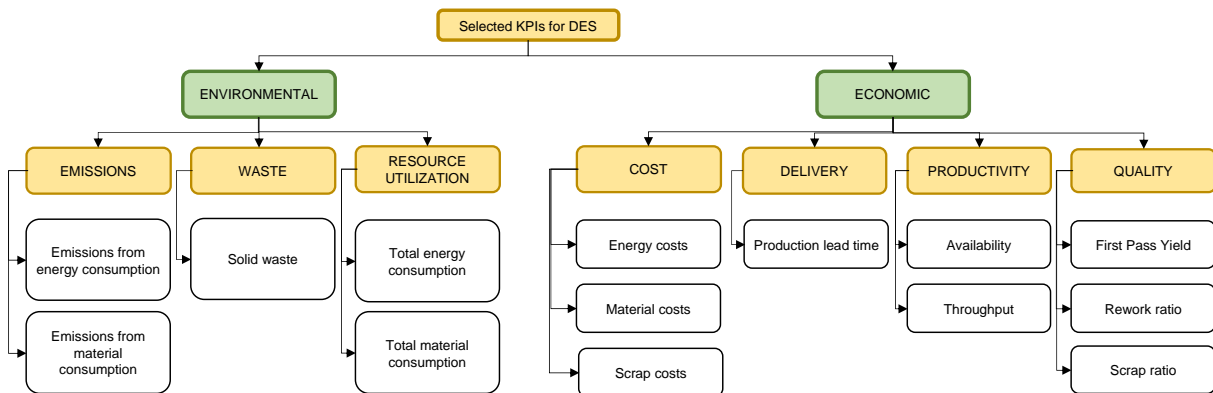 Selected KPIs for DES
ENVIRONMENTAL
ECONOMIC
EMISSIONS
WASTE
RESOURCE
UTILIZATION
COST
DELIVERY
PRODUCTIVITY
QUALITY
Emissions from
energy consumption
Solid waste
Total energy
consumption
Energy costs
Production lead time
Availability
First Pass Yield
Emissions from
material
consumption
Total material
consumption
Material costs
Throughput
Rework ratio
Scrap costs
Scrap ratio